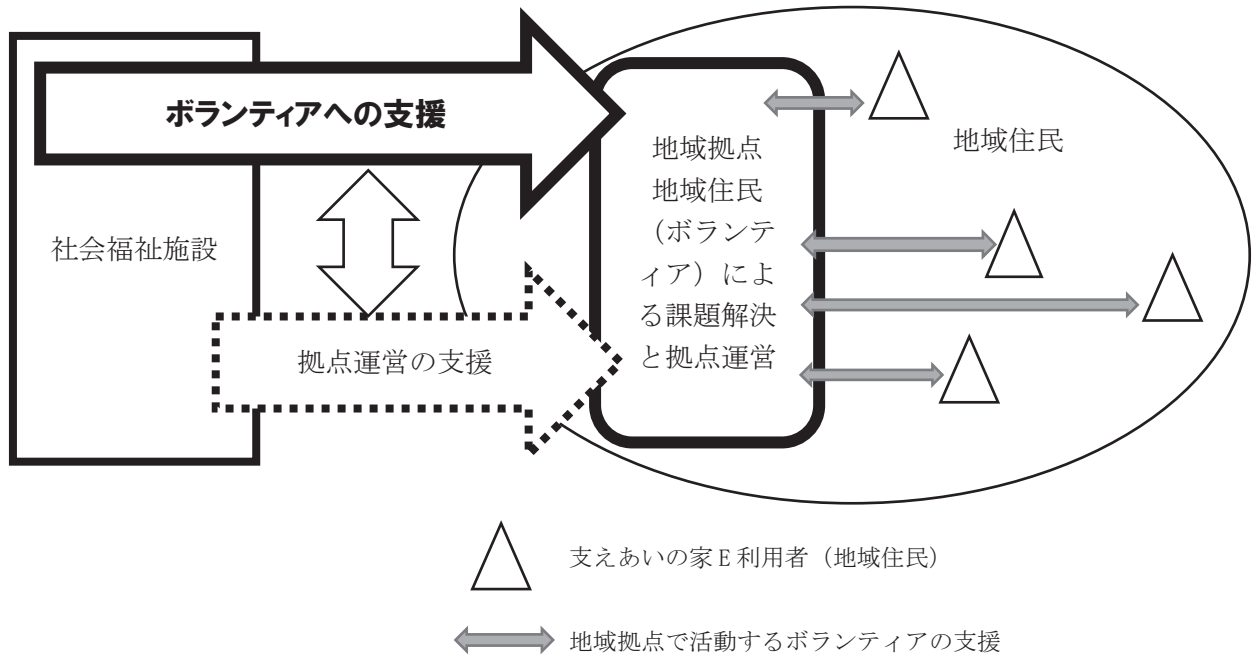 ボランティアへの支援
社会福祉施設
拠点運営の支援
地域拠点
地域住民
（ボランテ
ィア）によ
る課題解決
と拠点運営
地域住民
支えあいの家E利用者（地域住民）
地域拠点で活動するボランティアの支援